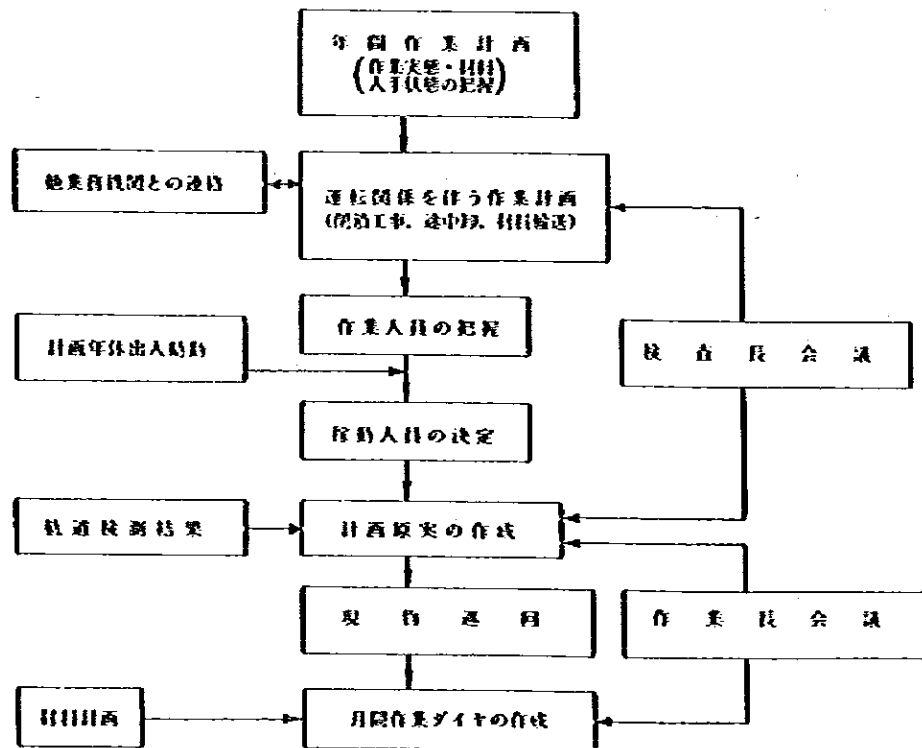 年間作業計画
(作業実態・材料
人手状態の把握)
他業務機関との連絡
運転関係を伴う作業計画
(閉鎖工事、途中、材料輸送)
作業人員の把握
計画年休出入
検査長会議
稼動人員の決定
軌道検測結果
計画原案の作成
現物巡回
作業長会議
材料計画
月間作業ダイヤの作成